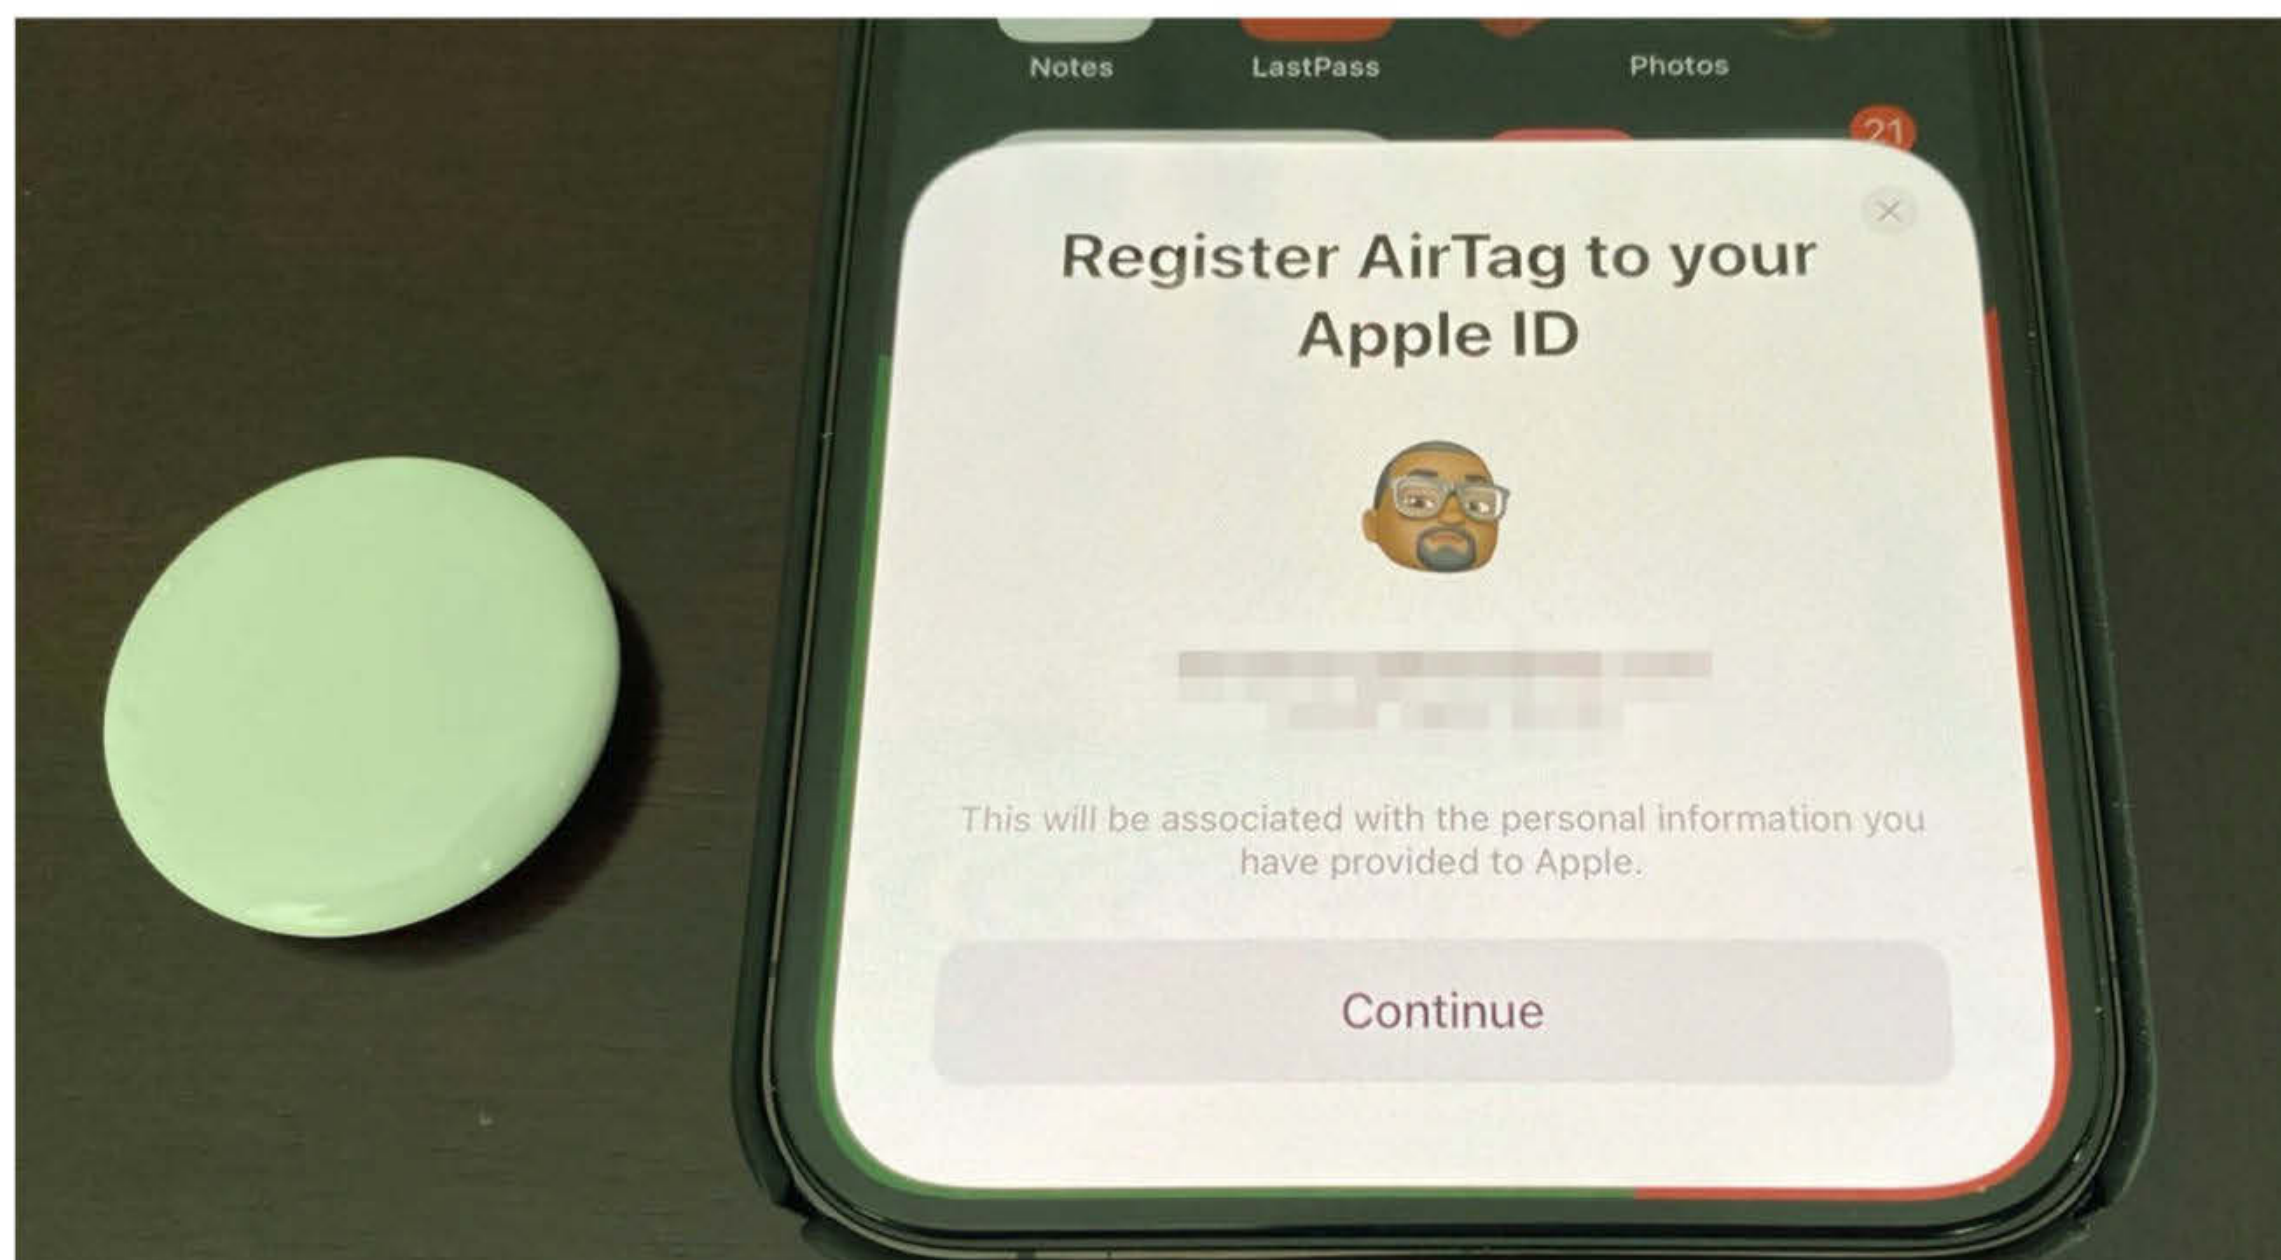 Notes LastPass Photos
21
Register AirTag to your
Apple ID
This will be associated with the personal information you
have provided to Apple.
Continue